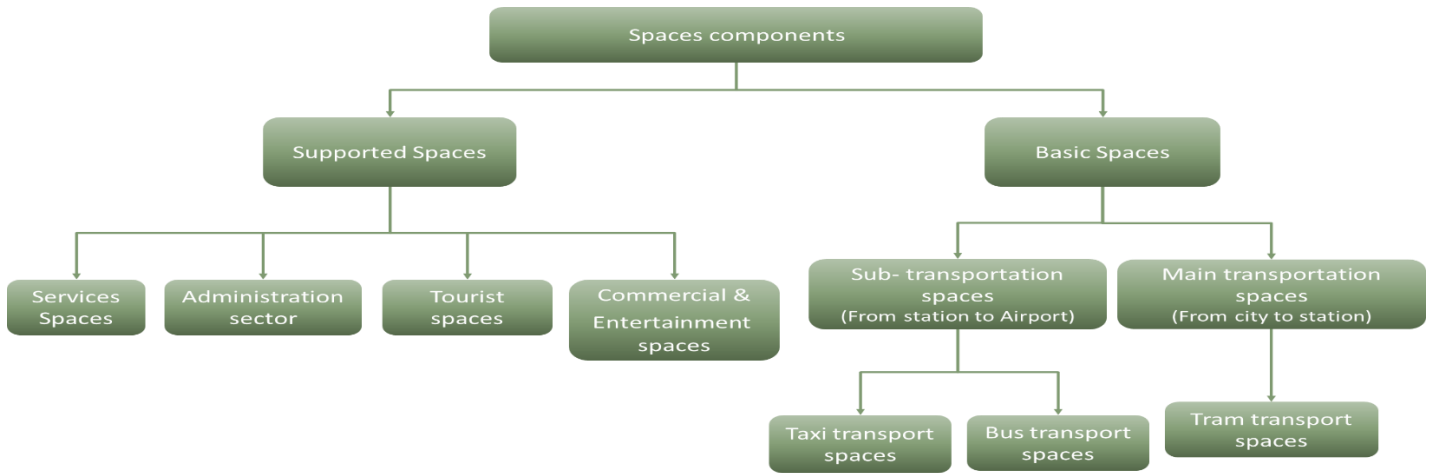 Spaces components
Supported Spaces
Basic Spaces
Services
Spaces
Administration
sector
Tourist
spaces
Commercial &
Entertainment
spaces
Sub- transportation
spaces
(From station to Airport)
Main transportation
spaces
(From city to station)
Taxi transport
spaces
Bus transport
spaces
Tram transport
spaces